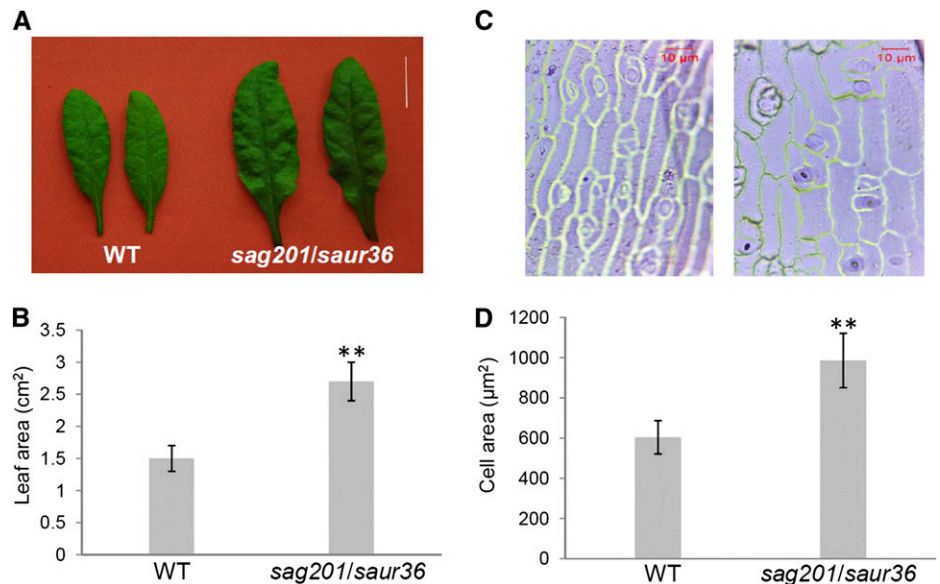 A
WT
sag201/saur36
B
Leaf area (cm²)
3.5
3
2.5
2
1.5
1
0.5
0
**
WT
sag201/saur36
C
10 µm
10 µm
D
Cell area (µm²)
1200
1000
800
600
400
200
0
**
WT
sag201/saur36